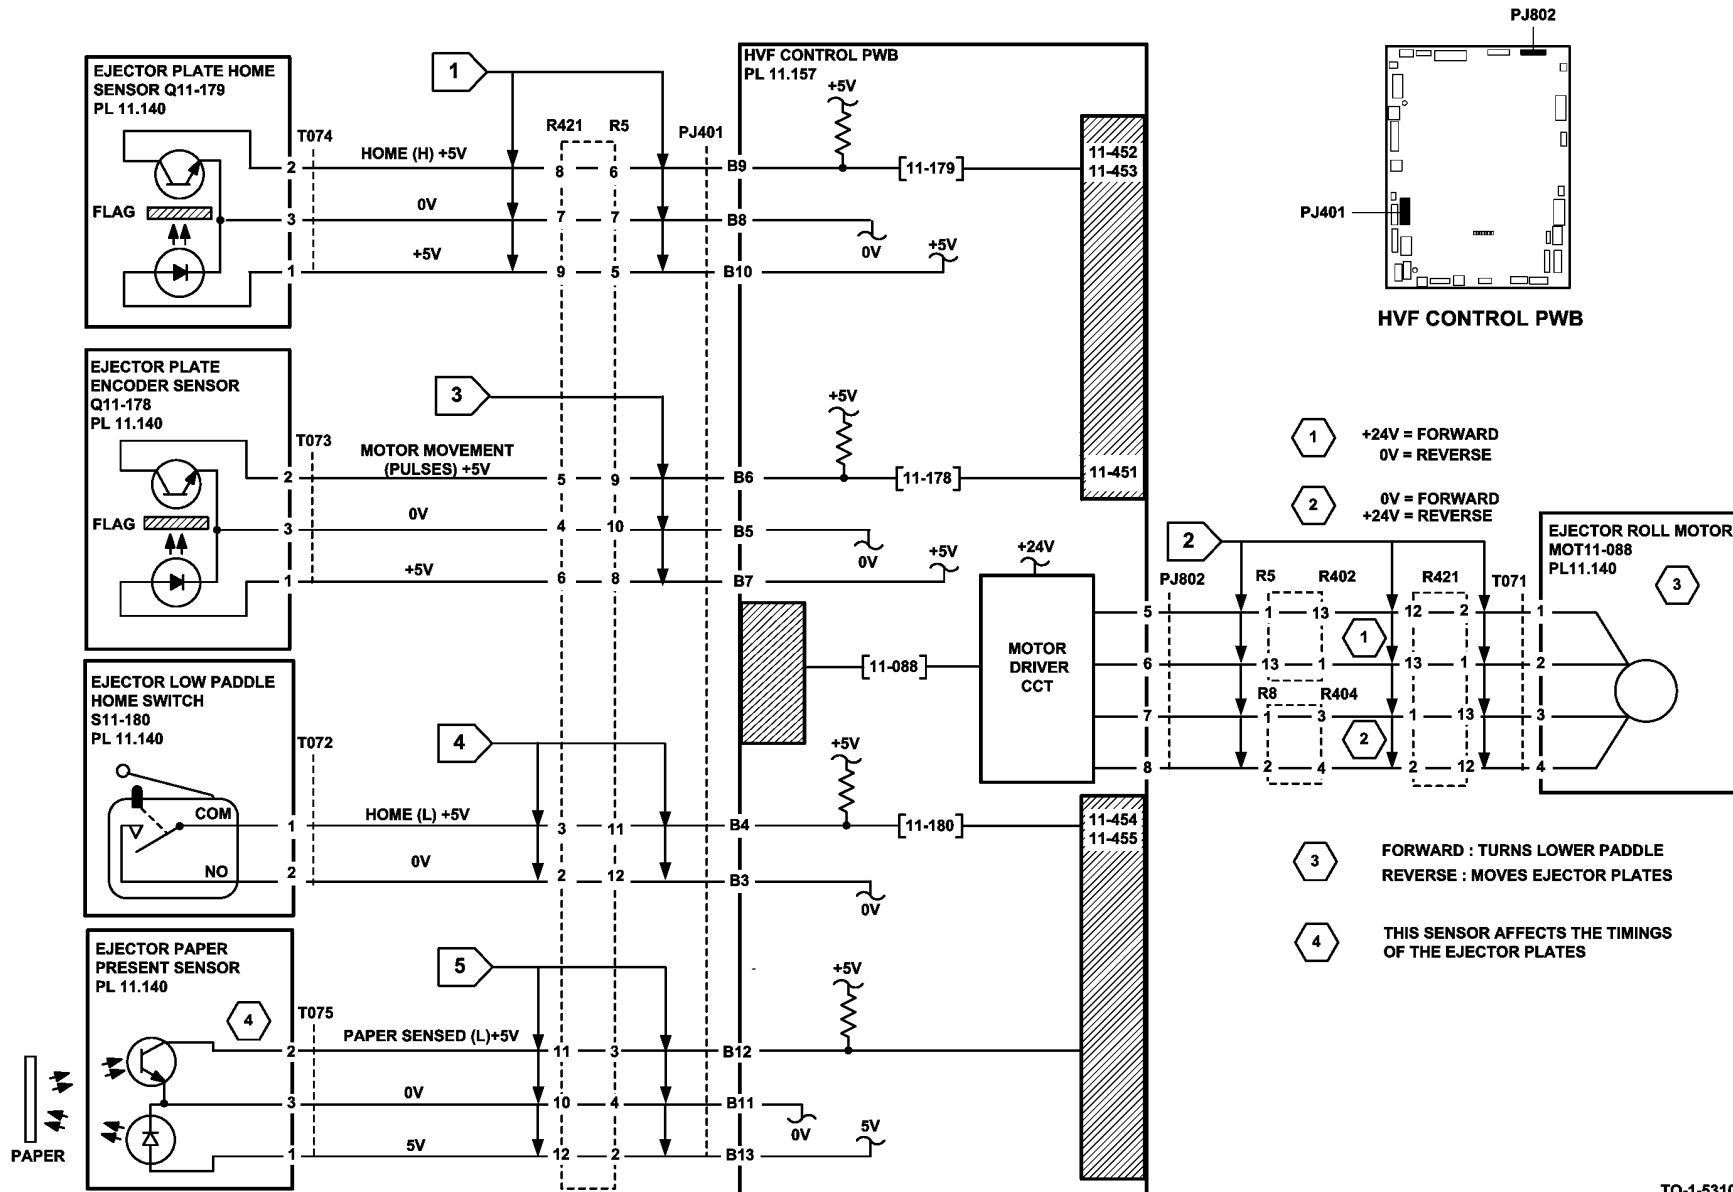 PJ802
EJECTOR PLATE HOME
SENSOR Q11-179
PL 11.140
T074
1
HVF CONTROL PWB
PL 11.157
+5V
R421
R5
PJ401
2
HOME (H) +5V
8
6
B9
[11-179]
11-452
11-453
FLAG
3
0V
7
7
B8
0V
1
+5V
9
5
B10
+5V
PJ401
HVF CONTROL PWB
EJECTOR PLATE
ENCODER SENSOR
Q11-178
PL 11.140
T073
3
+5V
2
MOTOR MOVEMENT
(PULSES) +5V
5
9
B6
[11-178]
11-451
FLAG
3
0V
4
10
B5
0V
1
+5V
6
8
B7
+5V
1
+24V = FORWARD
0V = REVERSE
2
0V = FORWARD
+24V = REVERSE
[11-088]
+24V
MOTOR
DRIVER
CCT
2
PJ802
R5
R402
R421
T071
EJECTOR ROLL MOTOR
MOT11-088
PL11.140
3
5
1
13
12
2
1
1
6
13
1
13
1
2
R8
R404
7
1
3
1
13
3
2
8
2
4
2
12
4
EJECTOR LOW PADDLE
HOME SWITCH
S11-180
PL 11.140
T072
4
+5V
COM
1
HOME (L) +5V
3
11
B4
[11-180]
11-454
11-455
NO
2
0V
2
12
B3
0V
3
FORWARD : TURNS LOWER PADDLE
REVERSE : MOVES EJECTOR PLATES
4
THIS SENSOR AFFECTS THE TIMINGS
OF THE EJECTOR PLATES
EJECTOR PAPER
PRESENT SENSOR
PL 11.140
4
T075
5
+5V
2
PAPER SENSED (L)+5V
11
3
B12
3
0V
10
4
B11
0V
PAPER
1
5V
12
2
B13
5V